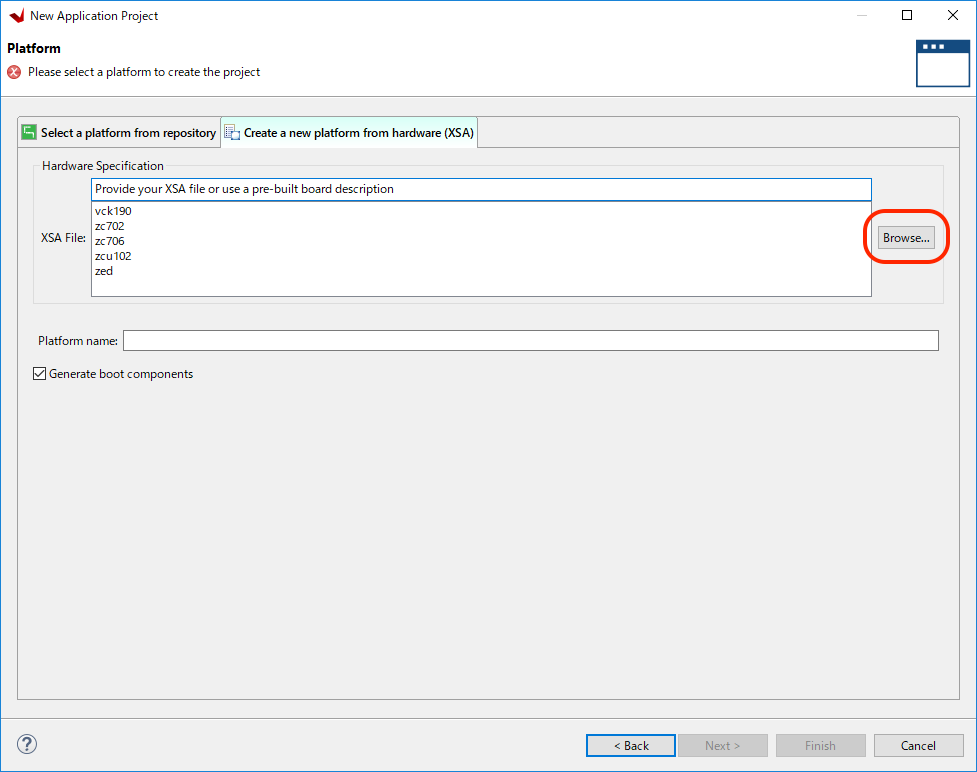 New Application Project
Platform
Please select a platform to create the project
Select a platform from repository
Create a new platform from hardware (XSA)
Hardware Specification
Provide your XSA file or use a pre-built board description
XSA File:
vck190
zc702
zc706
zcu102
zed
Browse...
Platform name:
Generate boot components
?
< Back
Next >
Finish
Cancel